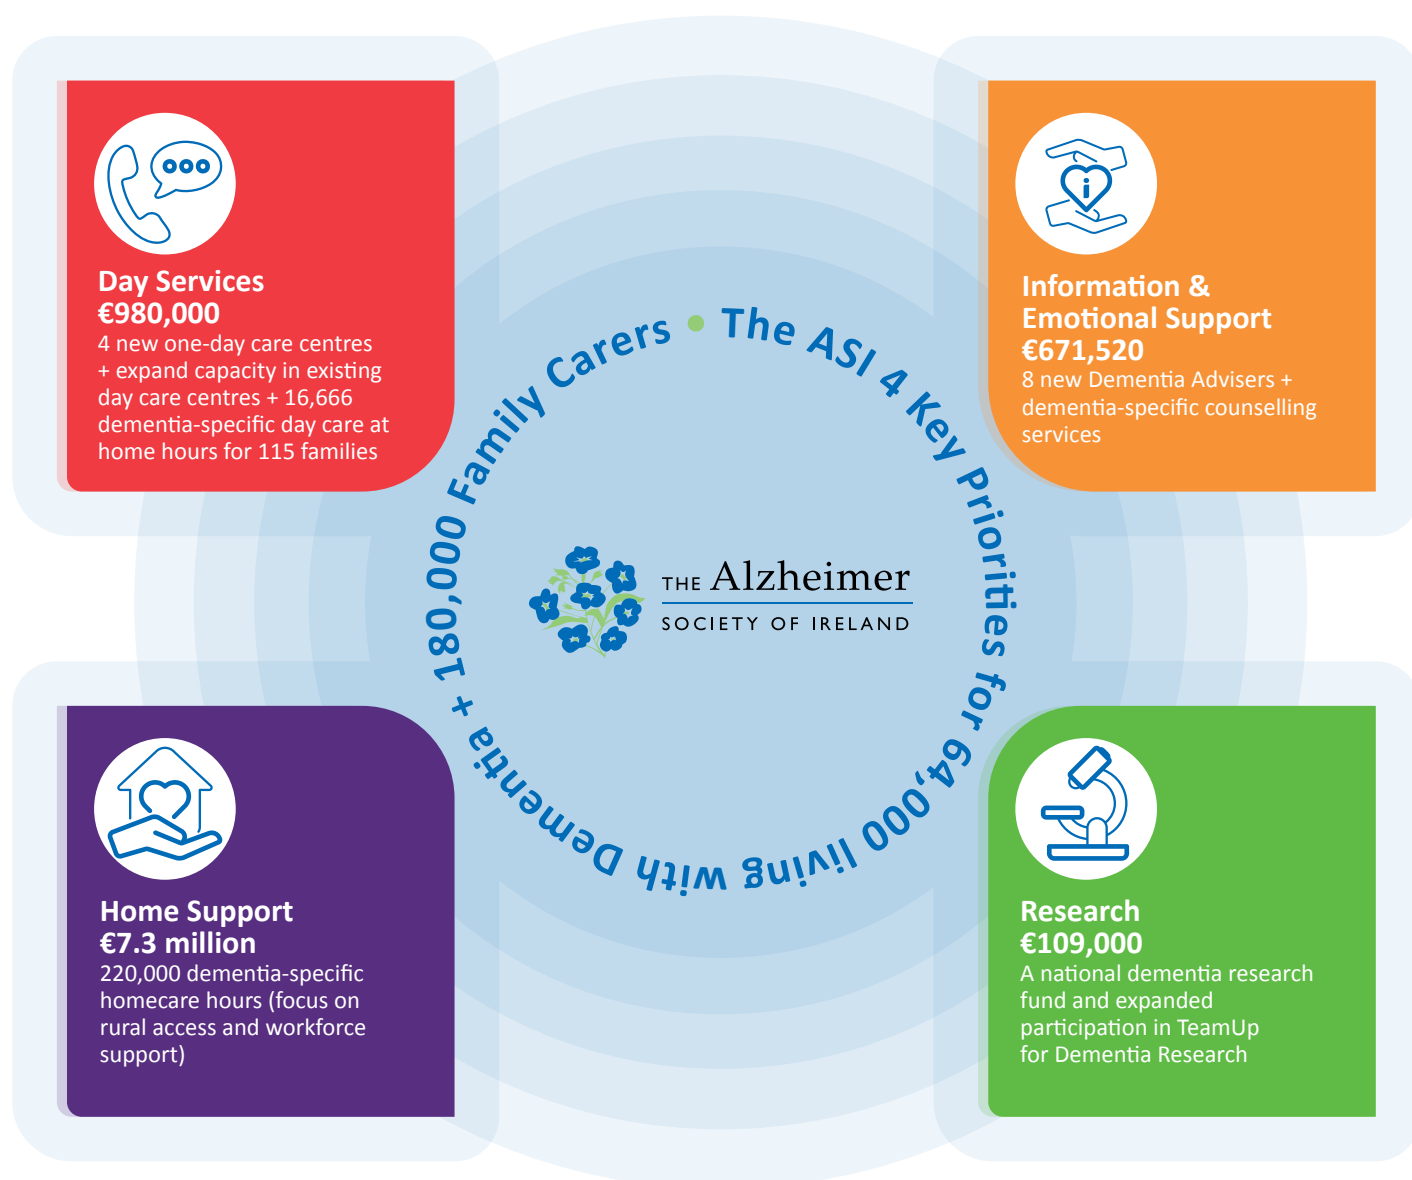 Day Services
€980,000
4 new one-day care centres
+ expand capacity in existing
day care centres + 16,666
dementia-specific day care at
home hours for 115 families
Information &
Emotional Support
€671,520
8 new Dementia Advisers +
dementia-specific counselling
services
The ASI 4 Key Priorities for 64,000 living with Dementia + 180,000 Family Carers •
THE Alzheimer
SOCIETY OF IRELAND
Home Support
€7.3 million
220,000 dementia-specific
homecare hours (focus on
rural access and workforce
support)
Research
€109,000
A national dementia research
fund and expanded
participation in TeamUp
for Dementia Research